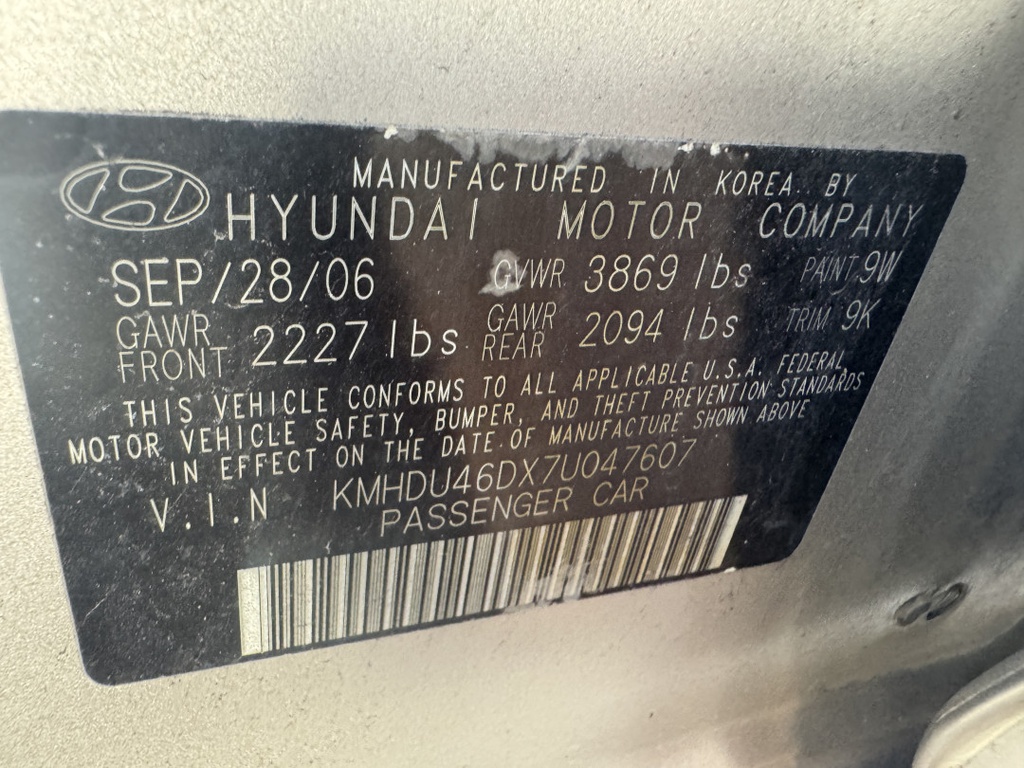 MANUFACTURED IN KOREA BY
HYUNDAI MOTOR COMPANY
SEP/28/06 GVWR 3869 lbs PAINT 9W
GAWR FRONT 2227 lbs GAWR REAR 2094 lbs TRIM 9K
THIS VEHICLE CONFORMS TO ALL APPLICABLE U.S.A. FEDERAL
MOTOR VEHICLE SAFETY, BUMPER, AND THEFT PREVENTION STANDARDS
IN EFFECT ON THE DATE OF MANUFACTURE SHOWN ABOVE
V.I.N KMHDU46DX7U047607
PASSENGER CAR